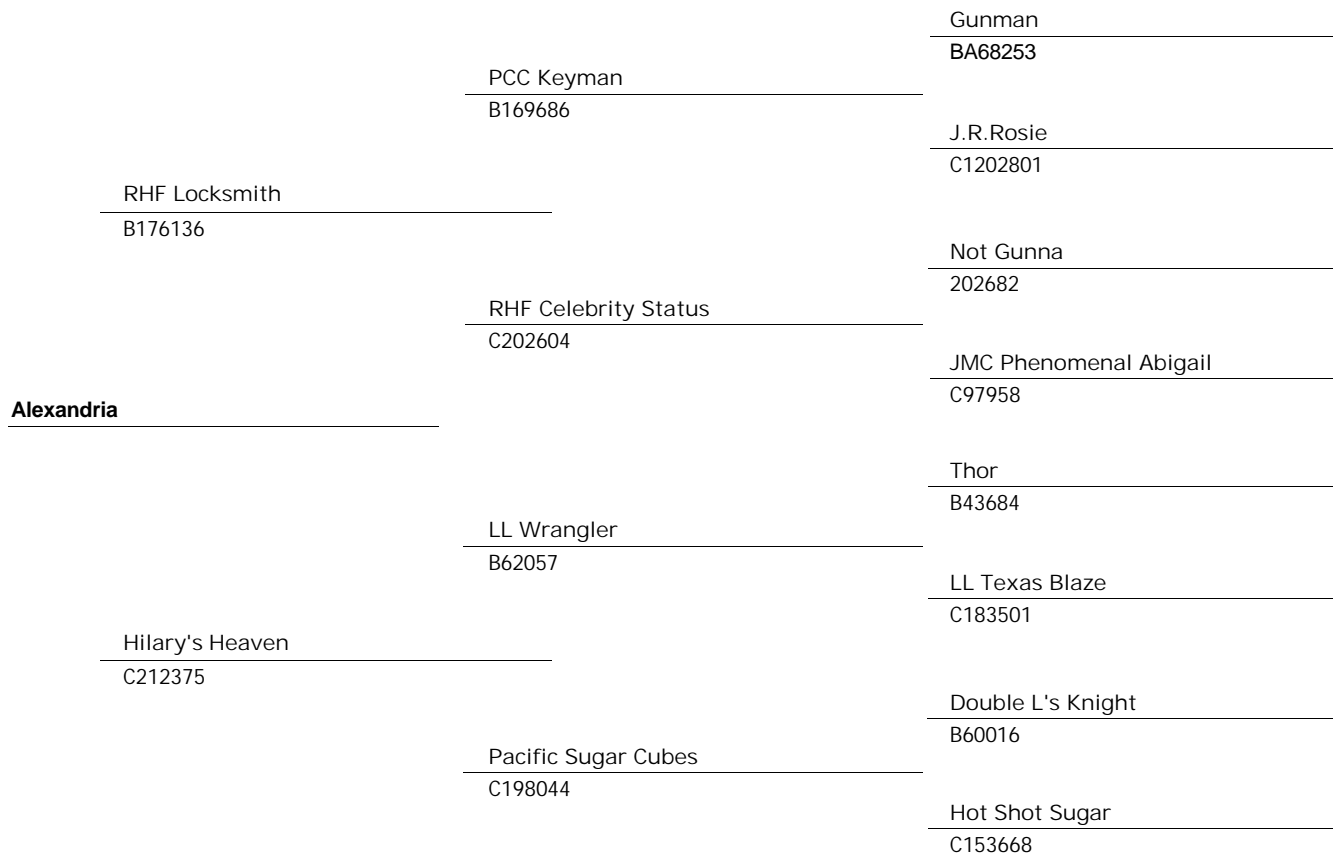 Gunman
BA68253
PCC Keyman
B169686
J.R.Rosie
C1202801
RHF Locksmith
B176136
Not Gunna
202682
RHF Celebrity Status
C202604
JMC Phenomenal Abigail
C97958
Alexandria
Thor
B43684
LL Wrangler
B62057
LL Texas Blaze
C183501
Hilary's Heaven
C212375
Double L's Knight
B60016
Pacific Sugar Cubes
C198044
Hot Shot Sugar
C153668